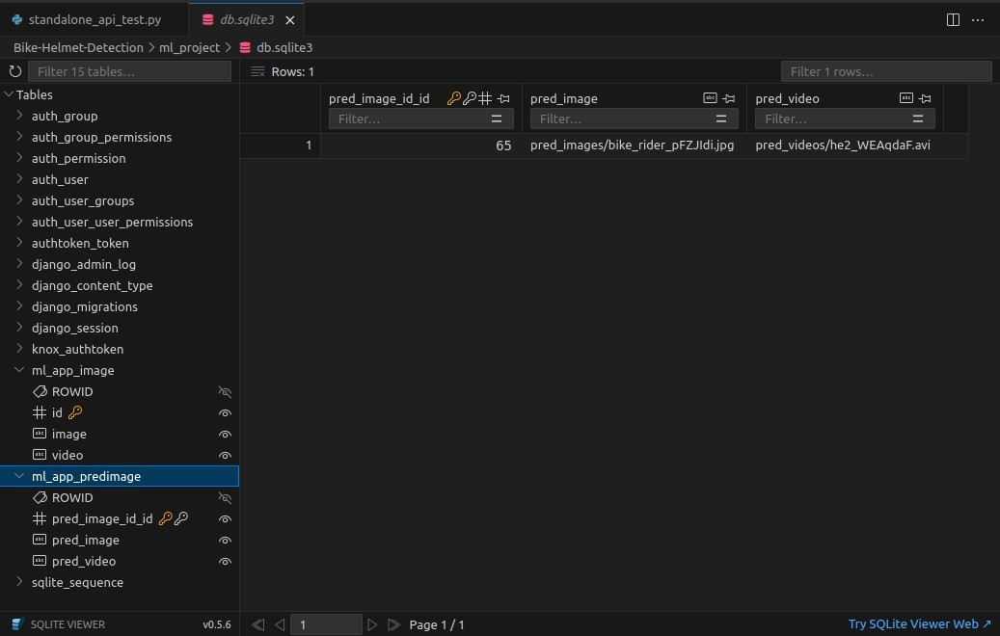 standalone_api_test.py
db.sqlite3
Bike-Helmet-Detection > ml_project > db.sqlite3
Filter 15 tables...
Rows: 1
Filter 1 rows...
Tables
auth_group
auth_group_permissions
auth_permission
auth_user
auth_user_groups
auth_user_user_permissions
authtoken_token
django_admin_log
django_content_type
django_migrations
django_session
knox_authtoken
ml_app_image
ROWID
id
image
video
ml_app_predimage
ROWID
pred_image_id_id
pred_image
pred_video
sqlite_sequence
pred_image_id_id pred_image pred_video
Filter... Filter... Filter...
1 65 pred_images/bike_rider_pFZJIdi.jpg pred_videos/he2_WEAqdaF.avi
SQLITE VIEWER v0.5.6
1 Page 1 / 1
Try SQLite Viewer Web ↗